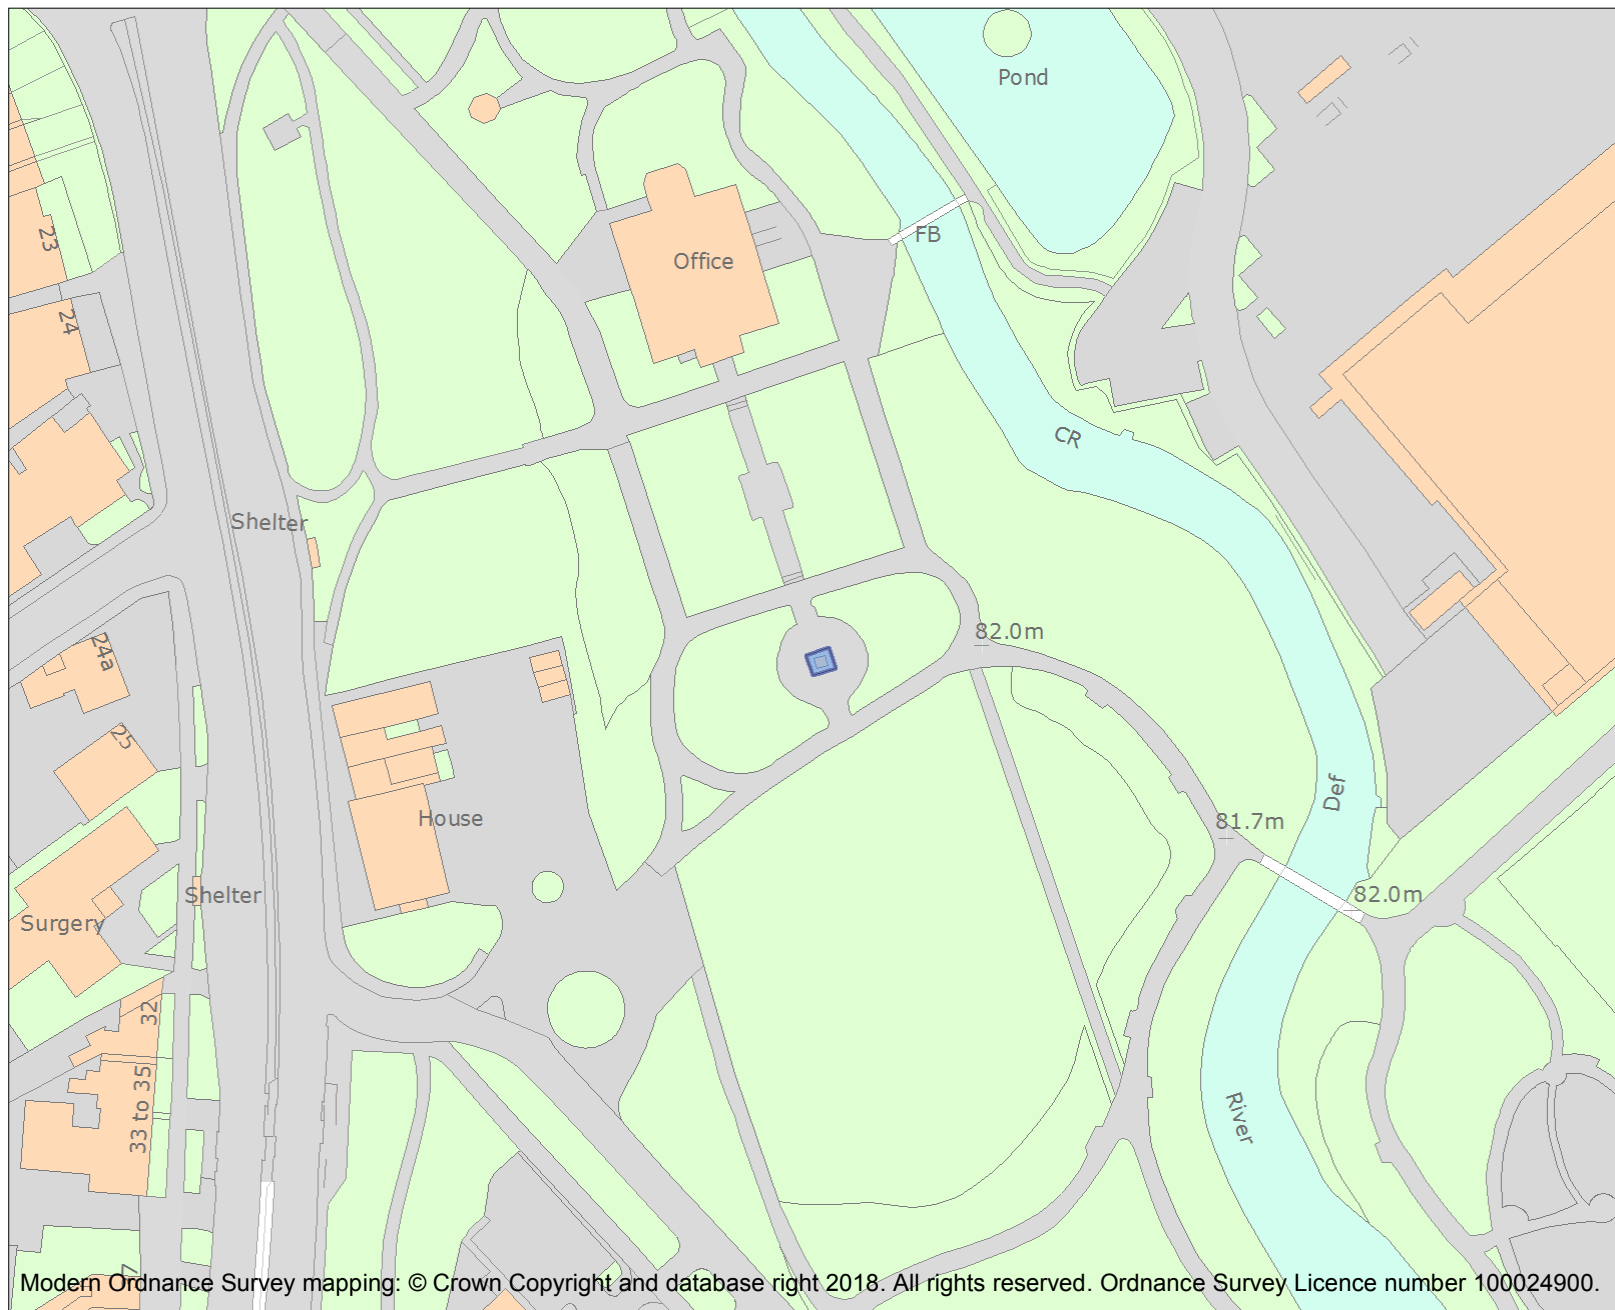 Pond
23
FB
Office
24
CR
Shelter
82.0m
24a
25
Def
House
81.7m
Shelter
82.0m
Surgery
32
33 to 35
River
Modern Ordnance Survey mapping: © Crown Copyright and database right 2018. All rights reserved. Ordnance Survey Licence number 100024900.